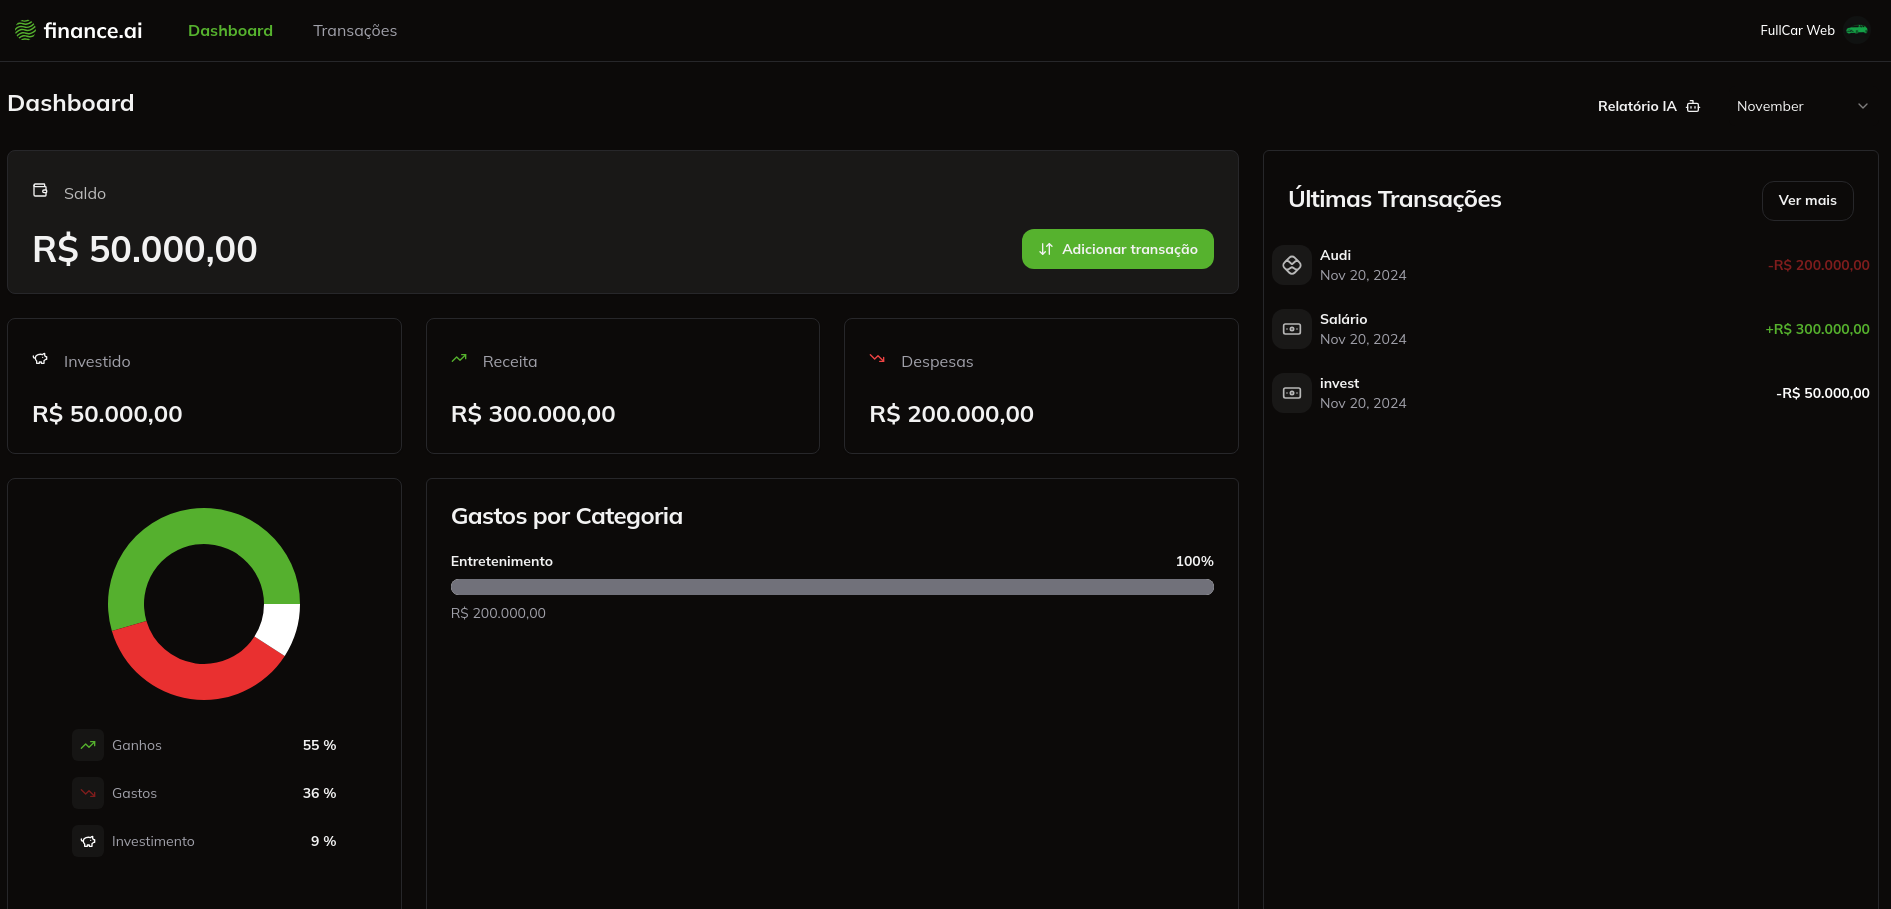 finance.ai
Dashboard
Transações
FullCar Web
Dashboard
Relatório IA
November
Saldo
R$ 50.000,00
Adicionar transação
Investido
R$ 50.000,00
Receita
R$ 300.000,00
Despesas
R$ 200.000,00
Ganhos
55 %
Gastos
36 %
Investimento
9 %
Gastos por Categoria
Entretenimento
100%
R$ 200.000,00
Últimas Transações
Ver mais
Audi
Nov 20, 2024
-R$ 200.000,00
Salário
Nov 20, 2024
+R$ 300.000,00
invest
Nov 20, 2024
-R$ 50.000,00